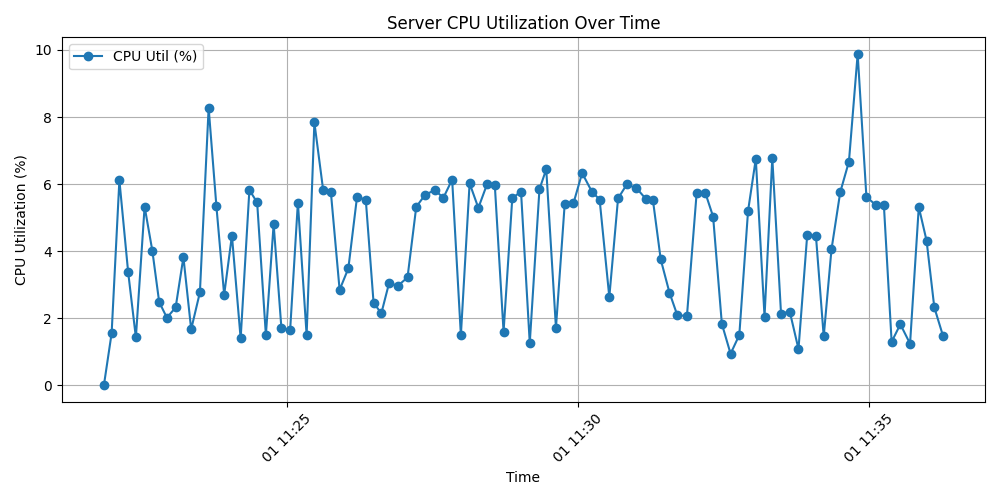 Server CPU Utilization Over Time
CPU Util (%)
CPU Utilization (%)
10
8
6
4
2
0
01 11:25
01 11:30
01 11:35
Time